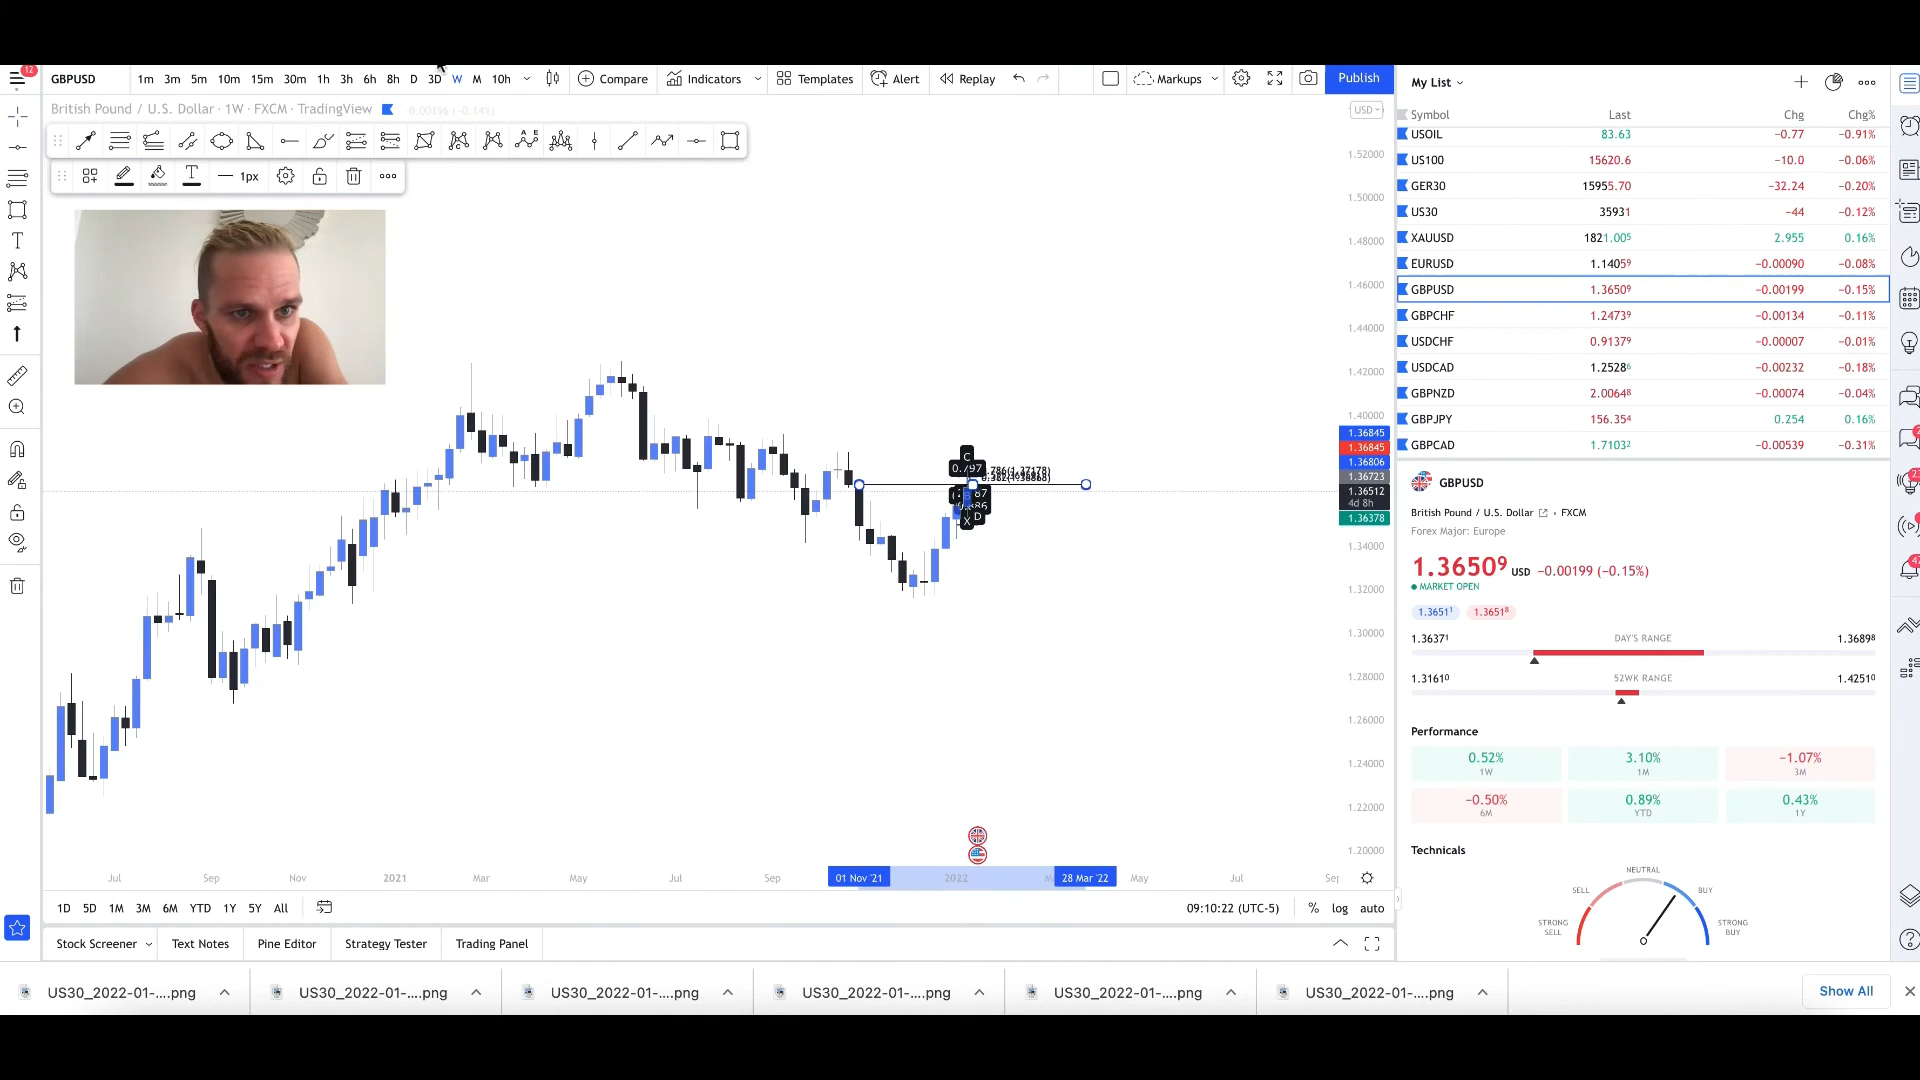 12
GBPUSD
1m 3m 5m 10m 15m 30m 1h 3h 6h 8h D 3D W M 10h
Compare
Indicators
Templates
Alert
Replay
Markups
Publish
British Pound / U.S. Dollar · 1W · FXCM · TradingView
-0.00196 (-0.14%)
1px
USD
1.52000
1.50000
1.48000
1.46000
1.44000
1.42000
1.40000
1.36845
1.36845
1.36806
1.36723
1.36512
4d 8h
1.36378
1.34000
1.32000
1.30000
1.28000
1.26000
1.24000
1.22000
1.20000
C
0.797
.786(1.37178)
0.382(1.36868)
X
D
Jul Sep Nov 2021 Mar May Jul Sep 01 Nov '21 2022 28 Mar '22 May Jul Sep
1D 5D 1M 3M 6M YTD 1Y 5Y All
09:10:22 (UTC-5) % log auto
Stock Screener Text Notes Pine Editor Strategy Tester Trading Panel
My List
Symbol Last Chg Chg%
USOIL 83.63 −0.77 −0.91%
US100 15620.6 −10.0 −0.06%
GER30 15955.70 −32.24 −0.20%
US30 35931 −44 −0.12%
XAUUSD 1821.005 2.955 0.16%
EURUSD 1.14059 −0.00090 −0.08%
GBPUSD 1.36509 −0.00199 −0.15%
GBPCHF 1.24739 −0.00134 −0.11%
USDCHF 0.91379 −0.00007 −0.01%
USDCAD 1.25286 −0.00232 −0.18%
GBPNZD 2.00648 −0.00074 −0.04%
GBPJPY 156.354 0.254 0.16%
GBPCAD 1.71032 −0.00539 −0.31%
GBPUSD
British Pound / U.S. Dollar • FXCM
Forex Major: Europe
1.36509 USD −0.00199 (−0.15%)
MARKET OPEN
1.36511 1.36518
1.36371 DAY'S RANGE 1.36898
1.31610 52WK RANGE 1.42510
Performance
0.52% 3.10% −1.07%
1W 1M 3M
−0.50% 0.89% 0.43%
6M YTD 1Y
Technicals
NEUTRAL
SELL BUY
STRONG SELL
STRONG BUY
US30_2022-01-....png US30_2022-01-....png US30_2022-01-....png US30_2022-01-....png US30_2022-01-....png US30_2022-01-....png
Show All